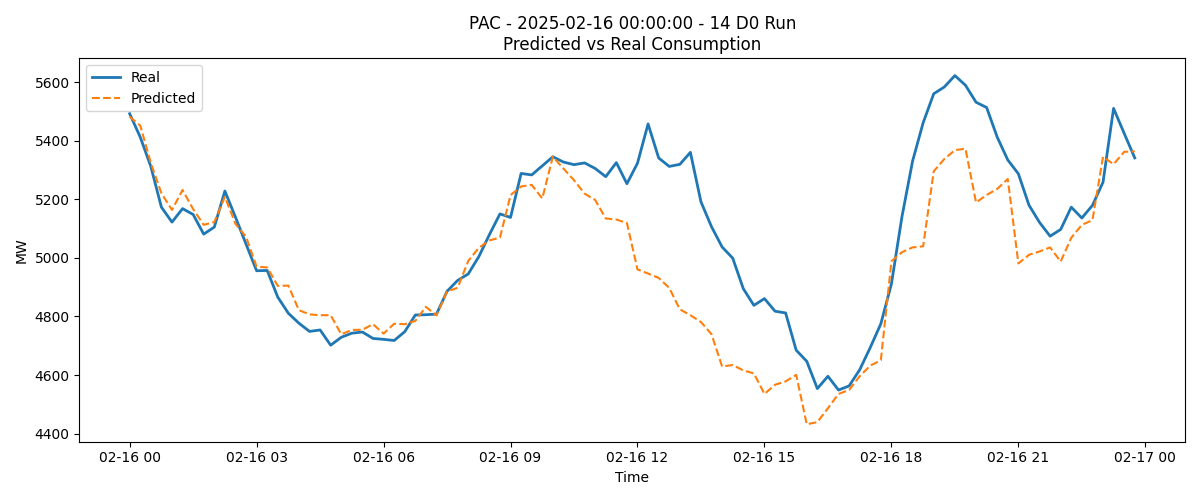 PAC - 2025-02-16 00:00:00 - 14 D0 Run
Predicted vs Real Consumption
Real
Predicted
5600
5400
5200
5000
4800
4600
4400
MW
02-16 00
02-16 03
02-16 06
02-16 09
02-16 12
02-16 15
02-16 18
02-16 21
02-17 00
Time